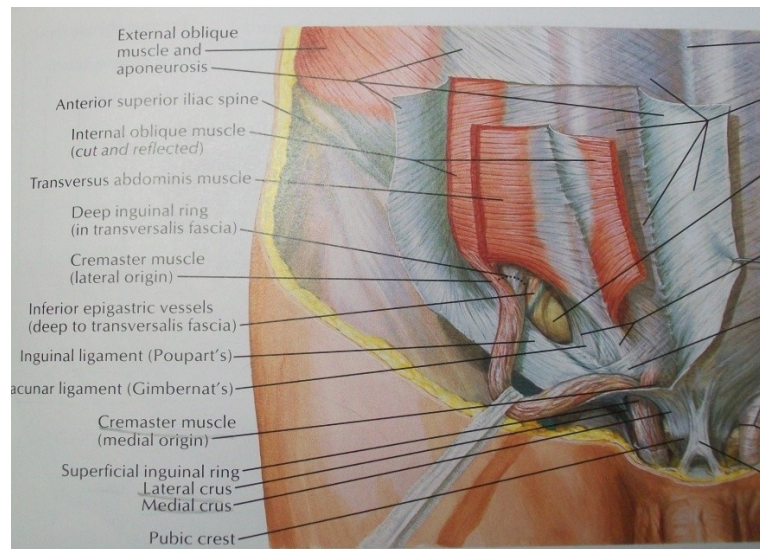 External oblique
muscle and
aponeurosis
Anterior superior iliac spine
Internal oblique muscle
(cut and reflected)
Transversus abdominis muscle
Deep inguinal ring
(in transversalis fascia)
Cremaster muscle
(lateral origin)
Inferior epigastric vessels
(deep to transversalis fascia)
Inguinal ligament (Poupart's)
acunar ligament (Gimbernat's)
Cremaster muscle
(medial origin)
Superficial inguinal ring
Lateral crus
Medial crus
Pubic crest